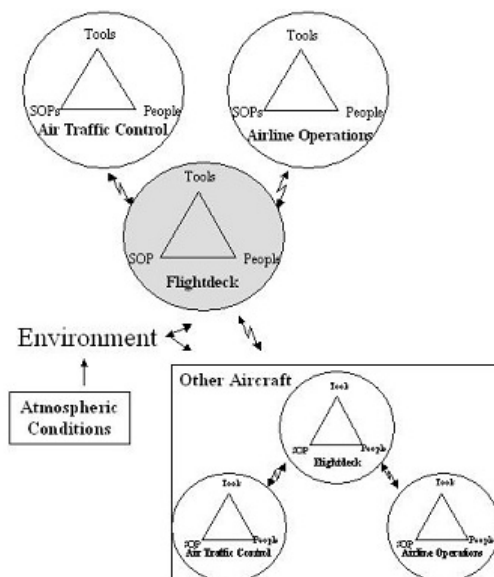 Tools
SOPs People
Air Traffic Control
Tools
SOPs People
Airline Operations
Tools
SOP People
Flightdeck
Environment
Atmospheric
Conditions
Other Aircraft
Tools
SOP People
Flightdeck
Tools
SOP People
Air Traffic Control
Tools
SOP People
Airline Operations